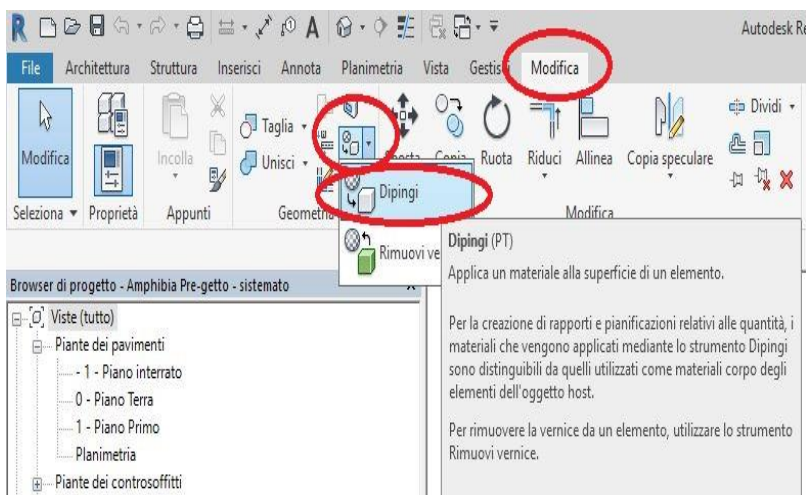 Autodesk Re
File Architettura Struttura Inserisci Annota Planimetria Vista Gestisci Modifica
Modifica
Incolla
Taglia
Unisci
Copia Ruota Riduci Allinea Copia speculare
Dividi
Seleziona Proprietà Appunti Geometria Modifica
Dipingi
Rimuovi ve
Dipingi (PT)
Applica un materiale alla superficie di un elemento.
Per la creazione di rapporti e pianificazioni relativi alle quantità, i
materiali che vengono applicati mediante lo strumento Dipingi
sono distinguibili da quelli utilizzati come materiali corpo degli
elementi dell'oggetto host.
Per rimuovere la vernice da un elemento, utilizzare lo strumento
Rimuovi vernice.
Browser di progetto - Amphibia Pre-getto - sistemato
Viste (tutto)
Piante dei pavimenti
- 1 - Piano interrato
0 - Piano Terra
1 - Piano Primo
Planimetria
Piante dei controsoffitti